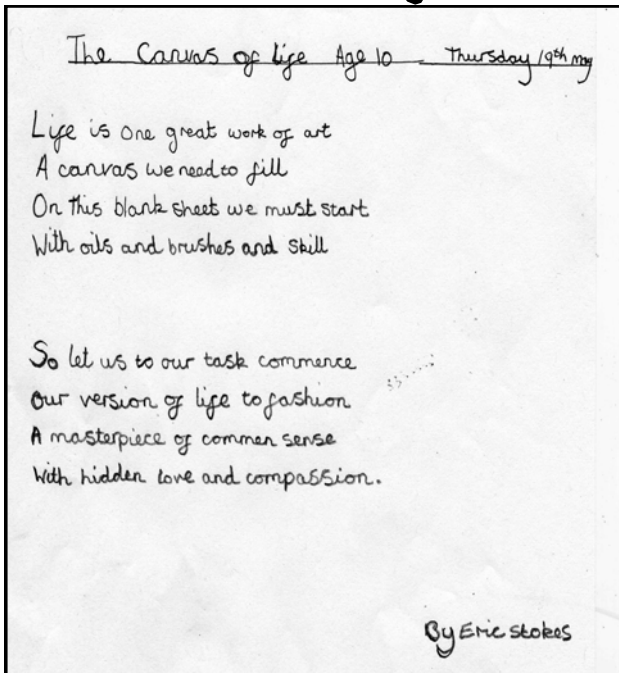 The Canvas of life Age 10 Thursday 19th may
Life is one great work of art
A canvas we need to fill
On this blank sheet we must start
With oils and brushes and skill
So let us to our task commence
Our version of life to fashion
A masterpiece of commen sense
With hidden love and compassion.
By Eric Stokes